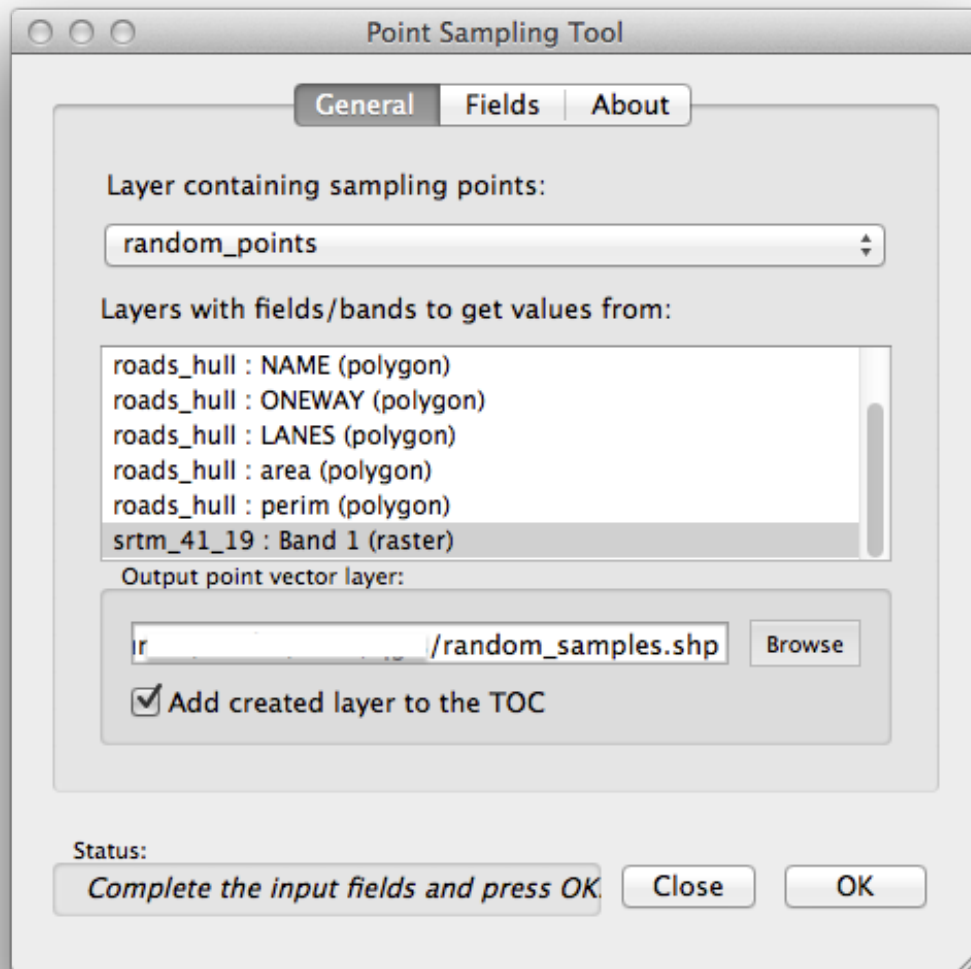 Point Sampling Tool
General Fields About
Layer containing sampling points:
random_points
Layers with fields/bands to get values from:
roads_hull : NAME (polygon)
roads_hull : ONEWAY (polygon)
roads_hull : LANES (polygon)
roads_hull : area (polygon)
roads_hull : perim (polygon)
srtm_41_19 : Band 1 (raster)
Output point vector layer:
/random_samples.shp Browse
Add created layer to the TOC
Status:
Complete the input fields and press OK. Close OK